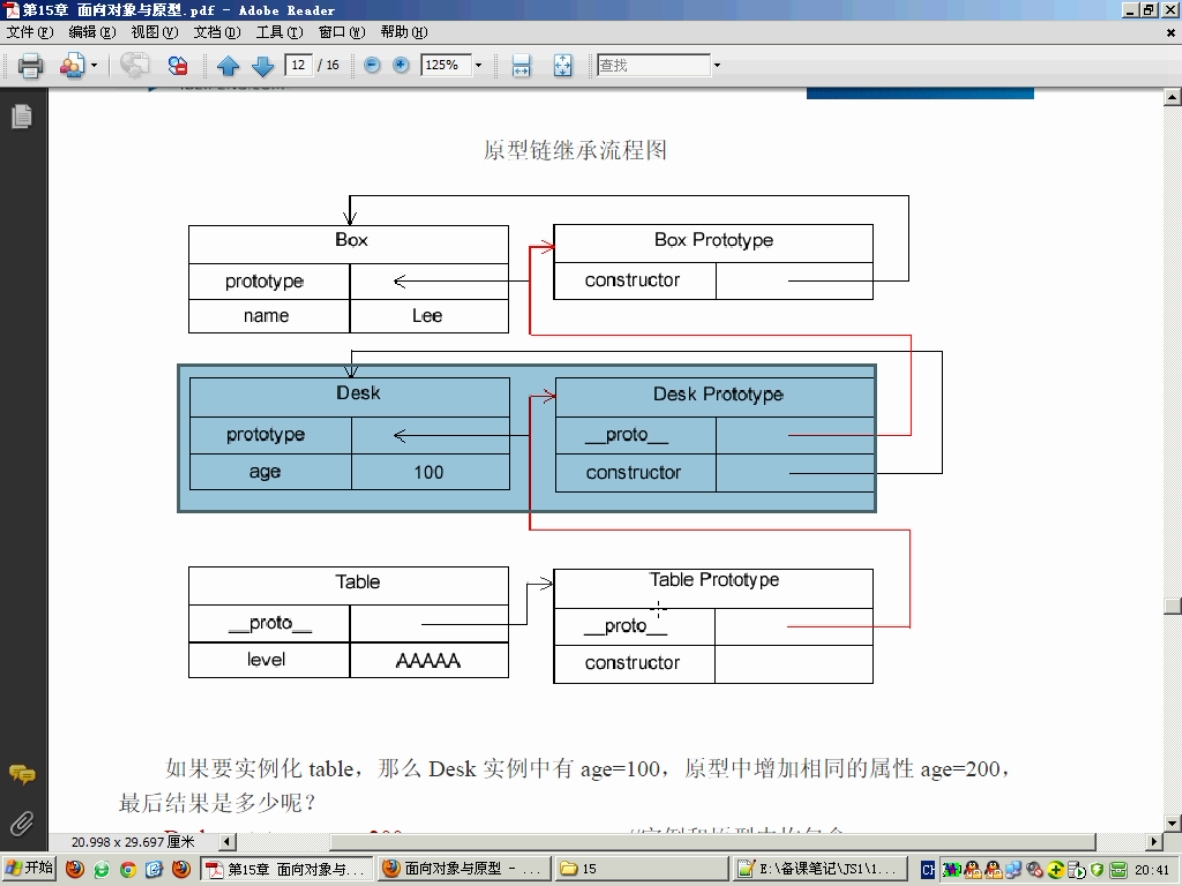 第15章 面向对象与原型.pdf - Adobe Reader
文件(F) 编辑(E) 视图(V) 文档(D) 工具(T) 窗口(W) 帮助(H)
12 / 16 125% 查找
原型链继承流程图
Box
prototype
name Lee
Box Prototype
constructor
Desk
prototype
age 100
Desk Prototype
__proto__
constructor
Table
__proto__
level AAAAA
Table Prototype
__proto__
constructor
如果要实例化 table，那么 Desk 实例中有 age=100，原型中增加相同的属性 age=200，
最后结果是多少呢？
20.998 x 29.697 厘米
开始 第15章 面向对象与... 面向对象与原型 - ... 15 E:\备课笔记\JS1\1... CH 20:41